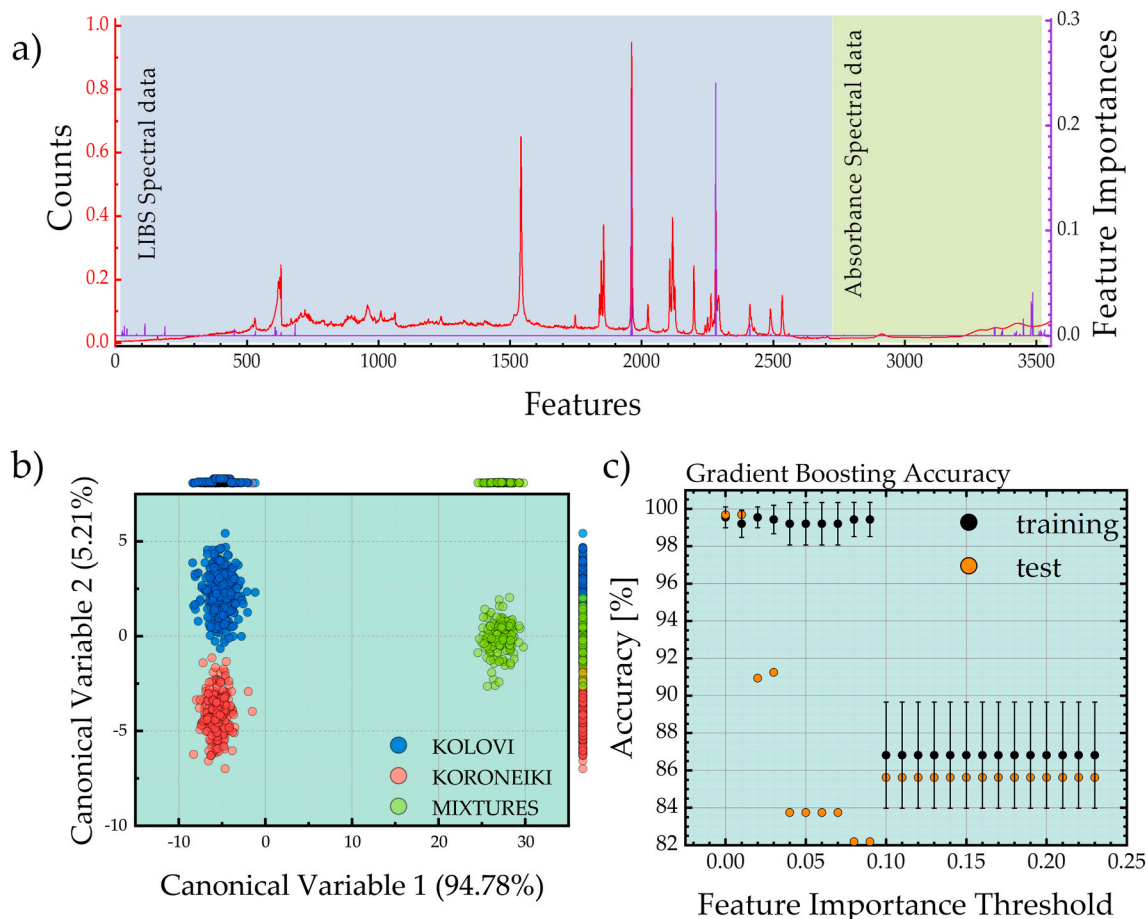 a)
1.0
0.8
0.6
0.4
0.2
0.0
Counts
LIBS Spectral data
Absorbance Spectral data
0.3
0.2
0.1
0.0
Feature Importances
0 500 1000 1500 2000 2500 3000 3500
Features
b)
Canonical Variable 2 (5.21%)
5
0
-5
-10
KOLOVI
KORONEIKI
MIXTURES
-10 0 10 20 30
Canonical Variable 1 (94.78%)
c)
Gradient Boosting Accuracy
Accuracy [%]
100
98
96
94
92
90
88
86
84
82
training
test
0.00 0.05 0.10 0.15 0.20 0.25
Feature Importance Threshold